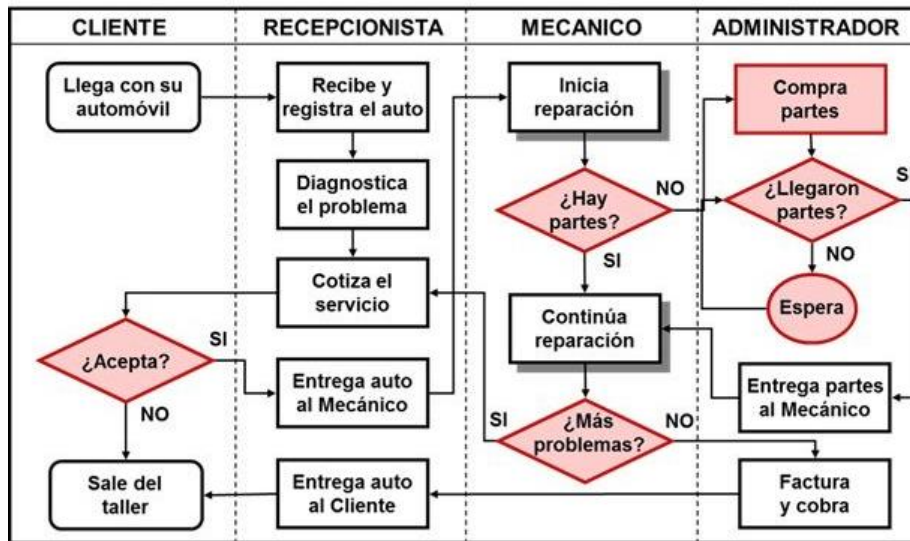 CLIENTE
RECEPCIONISTA
MECANICO
ADMINISTRADOR
Llega con su
automóvil
Recibe y
registra el auto
Inicia
reparación
Compra
partes
Diagnostica
el problema
¿Hay
partes?
NO
SI
¿Llegaron
partes?
S
NO
Cotiza el
servicio
Continúa
reparación
Espera
¿Acepta?
SI
NO
Entrega auto
al Mecánico
Entrega partes
al Mecánico
SI
¿Más
problemas?
NO
Sale del
taller
Entrega auto
al Cliente
Factura
y cobra